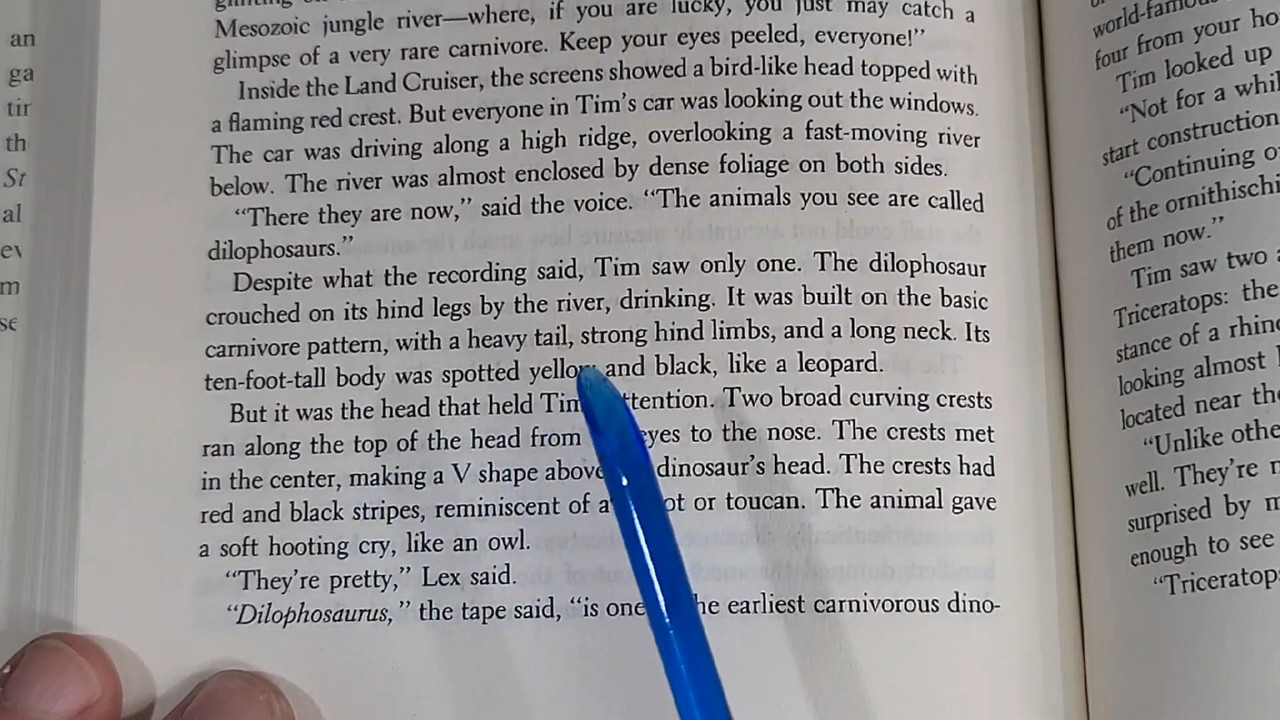 an
ga
tir
th
St
al
ev
m
se
Mesozoic jungle river—where, if you are lucky, you just may catch a
glimpse of a very rare carnivore. Keep your eyes peeled, everyone!”
Inside the Land Cruiser, the screens showed a bird-like head topped with
a flaming red crest. But everyone in Tim’s car was looking out the windows.
The car was driving along a high ridge, overlooking a fast-moving river
below. The river was almost enclosed by dense foliage on both sides.
“There they are now,” said the voice. “The animals you see are called
dilophosaurs.”
Despite what the recording said, Tim saw only one. The dilophosaur
crouched on its hind legs by the river, drinking. It was built on the basic
carnivore pattern, with a heavy tail, strong hind limbs, and a long neck. Its
ten-foot-tall body was spotted yellow and black, like a leopard.
But it was the head that held Tim ttention. Two broad curving crests
ran along the top of the head from eyes to the nose. The crests met
in the center, making a V shape above dinosaur’s head. The crests had
red and black stripes, reminiscent of a ot or toucan. The animal gave
a soft hooting cry, like an owl.
“They’re pretty,” Lex said.
“Dilophosaurus,” the tape said, “is one he earliest carnivorous dino-
world-famou
four from your ho
Tim looked up
“Not for a whil
start construction
“Continuing o
of the ornithischi
them now.”
Tim saw two a
Triceratops: the
stance of a rhino
looking almost l
located near the
“Unlike othe
well. They’re n
surprised by m
enough to see
“Triceratops